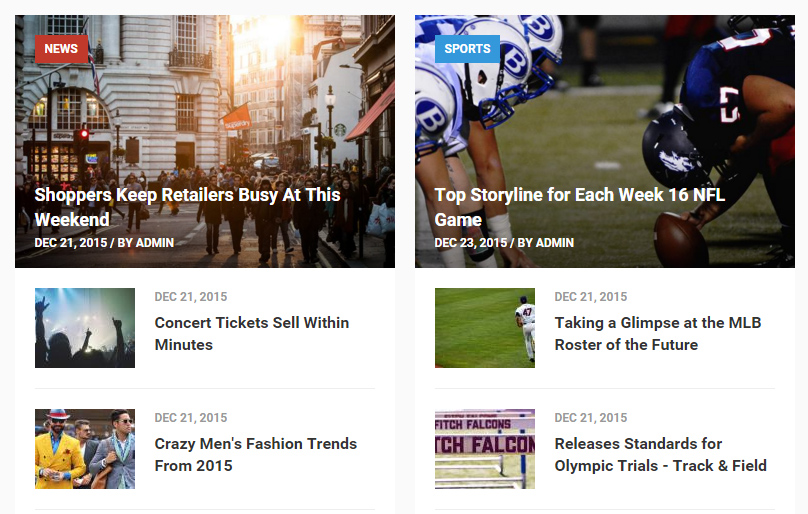 NEWS
Superdry
Shoppers Keep Retailers Busy At This
Weekend
DEC 21, 2015 / BY ADMIN
DEC 21, 2015
Concert Tickets Sell Within
Minutes
DEC 21, 2015
Crazy Men's Fashion Trends
From 2015
SPORTS
B
B
B
Top Storyline for Each Week 16 NFL
Game
DEC 23, 2015 / BY ADMIN
47
DEC 21, 2015
Taking a Glimpse at the MLB
Roster of the Future
FITCH FALCONS
TCH FALCON
DEC 21, 2015
Releases Standards for
Olympic Trials - Track & Field